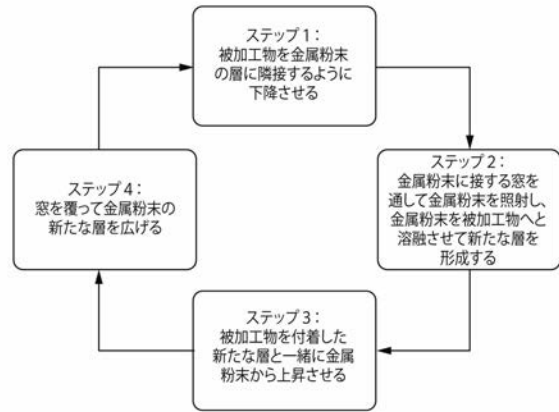 ステップ1：
被加工物を金属粉末
の層に隣接するように
下降させる
ステップ2：
金属粉末に接する窓を
通して金属粉末を照射し、
金属粉末を被加工物へと
溶融させて新たな層を
形成する
ステップ3：
被加工物を付着した
新たな層と一緒に金属
粉末から上昇させる
ステップ4：
窓を覆って金属粉末の
新たな層を広げる